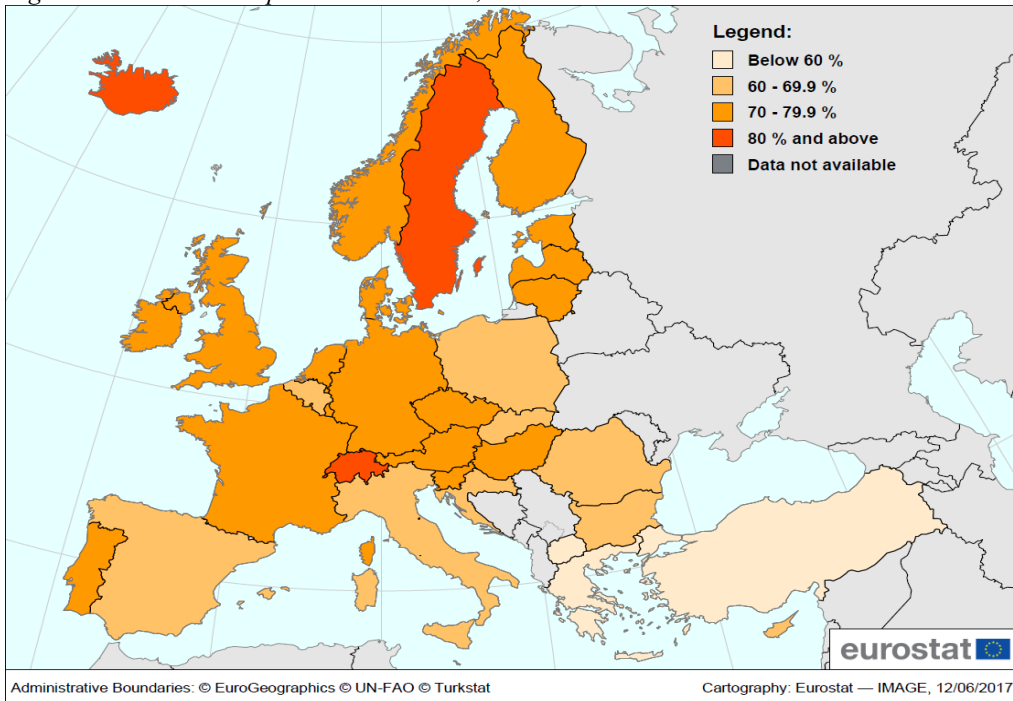 Legend:
Below 60 %
60 - 69.9 %
70 - 79.9 %
80 % and above
Data not available
eurostat
Administrative Boundaries: © EuroGeographics © UN-FAO © Turkstat
Cartography: Eurostat — IMAGE, 12/06/2017